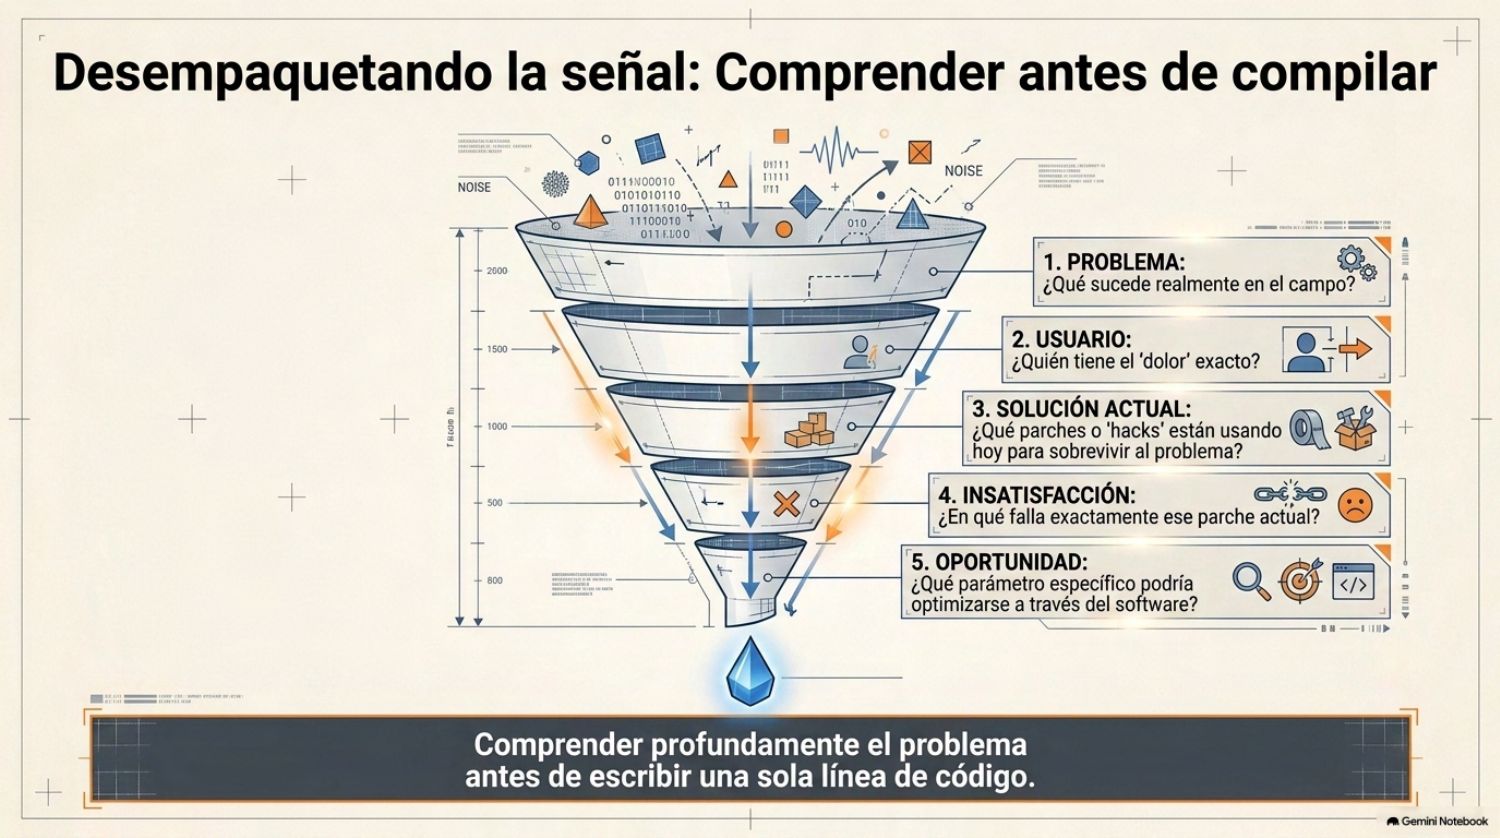 Desempaquetando la señal: Comprender antes de compilar
NOISE
NOISE
0101010110
010
2600
1500
1000
500
800
1. PROBLEMA:
¿Qué sucede realmente en el campo?
2. USUARIO:
¿Quién tiene el 'dolor' exacto?
3. SOLUCIÓN ACTUAL:
¿Qué parches o 'hacks' están usando
hoy para sobrevivir al problema?
4. INSATISFACCIÓN:
¿En qué falla exactamente ese parche actual?
5. OPORTUNIDAD:
¿Qué parámetro específico podría
optimizarse a través del software?
</>
Comprender profundamente el problema
antes de escribir una sola línea de código.
Gemini Notebook